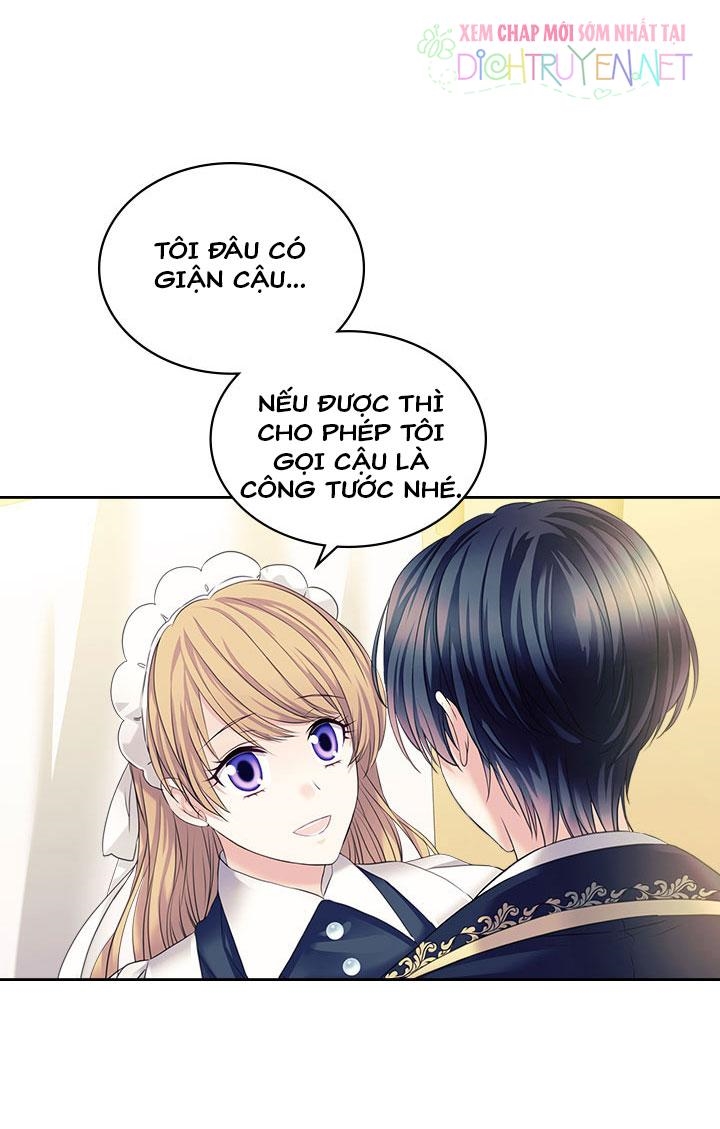 XEM CHAP MỚI SỚM NHẤT TẠI
DICHTRUYEN.NET
TÔI ĐÂU CÓ
GIẬN CẬU...
NẾU ĐƯỢC THÌ
CHO PHÉP TÔI
GỌI CẬU LÀ
CÔNG TƯỚC NHÉ.